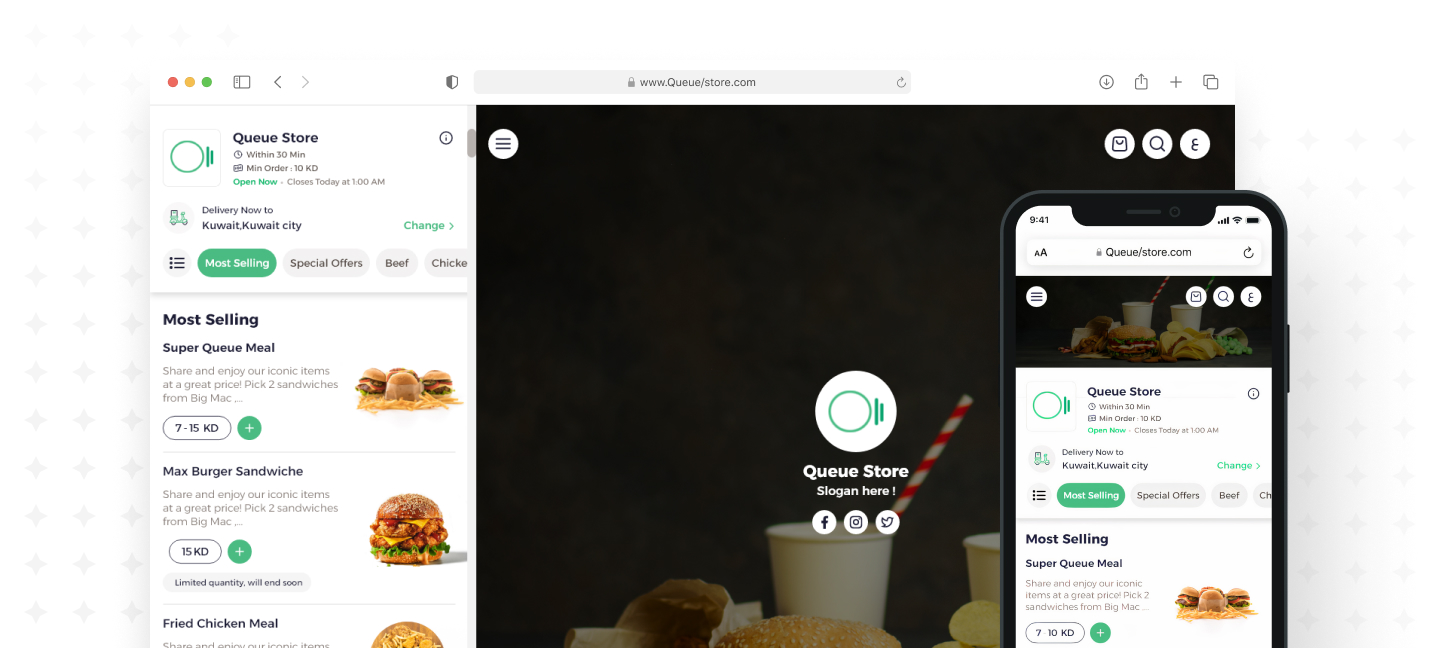 www.Queue/store.com
Queue Store
Within 30 Min
Min Order : 10 KD
Open Now - Closes Today at 1:00 AM
Delivery Now to
Kuwait,Kuwait city
Change >
Most Selling
Special Offers
Beef
Chicke
Most Selling
Super Queue Meal
Share and enjoy our iconic items
at a great price! Pick 2 sandwiches
from Big Mac ,...
7 - 15 KD
+
Max Burger Sandwiche
Share and enjoy our iconic items
at a great price! Pick 2 sandwiches
from Big Mac ,...
15 KD
+
Limited quantity, will end soon
Fried Chicken Meal
Share and enjoy our iconic items
ع
Queue Store
Slogan here !
9:41
AA
Queue/store.com
ع
Queue Store
Within 30 Min
Min Order : 10 KD
Open Now - Closes Today at 1:00 AM
Delivery Now to
Kuwait,Kuwait city
Change >
Most Selling
Special Offers
Beef
Ch
Most Selling
Super Queue Meal
Share and enjoy our iconic
items at a great price! Pick 2
sandwiches from Big Mac ...
7 - 10 KD
+